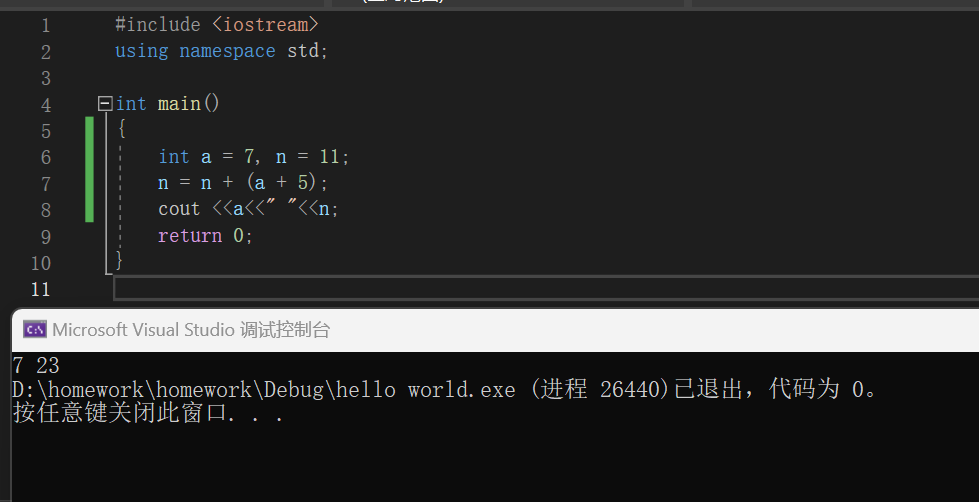 1 #include <iostream>
2 using namespace std;
3
4 int main()
5 {
6 int a = 7, n = 11;
7 n = n + (a + 5);
8 cout <<a<<" "<<n;
9 return 0;
10 }
11
Microsoft Visual Studio 调试控制台
7 23
D:\homework\homework\Debug\hello world.exe (进程 26440)已退出，代码为 0。
按任意键关闭此窗口. . .